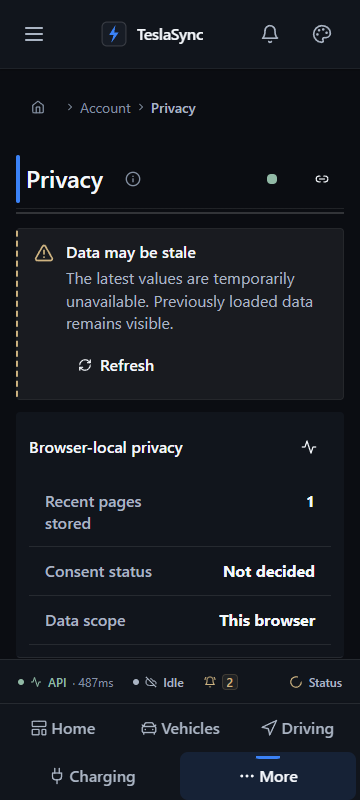 TeslaSync
Account
Privacy
Privacy
Data may be stale
The latest values are temporarily
unavailable. Previously loaded data
remains visible.
Refresh
Browser-local privacy
Recent pages stored 1
Consent status Not decided
Data scope This browser
API · 487ms Idle 2 Status
Home Vehicles Driving
Charging More